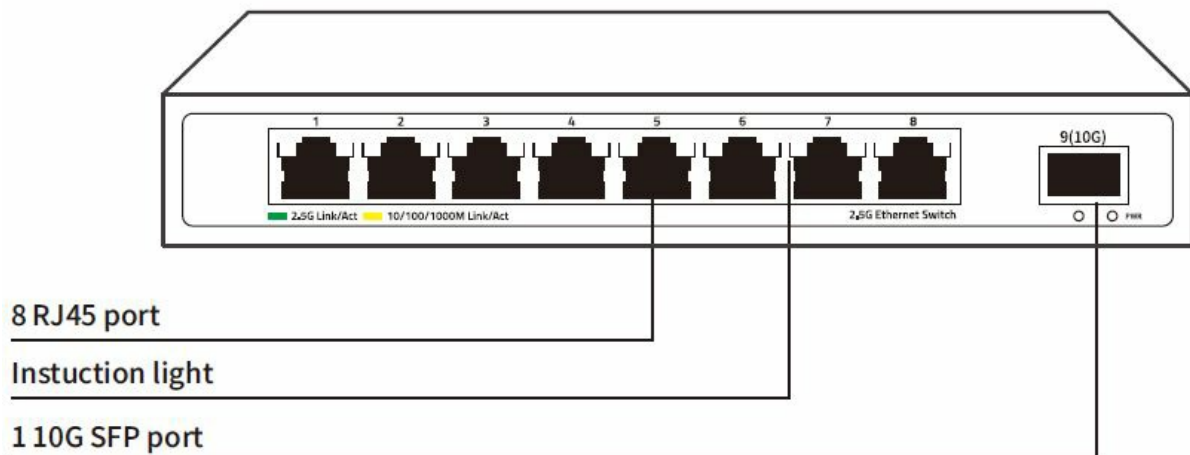 1 2 3 4 5 6 7 8
9(10G)
2.5G Link/Act 10/100/1000M Link/Act 2.5G Ethernet Switch
PWR
8 RJ45 port
Instuction light
1 10G SFP port